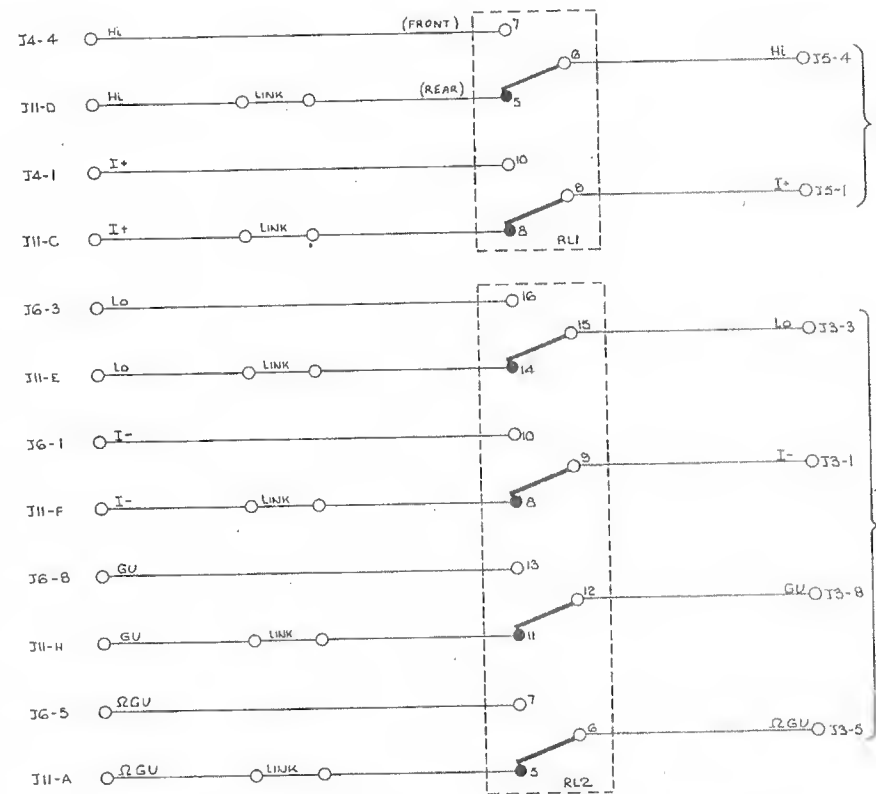 J4-4 Hi (FRONT) 7
6 Hi J5-4
J11-D Hi LINK (REAR) 5
J4-1 I+ 10
8 I+ J5-1
J11-C I+ LINK 8
RL1
J6-3 Lo 16
15 Lo J3-3
J11-E Lo LINK 14
J6-1 I- 10
9 I- J3-1
J11-F I- LINK 8
J6-8 GU 13
12 GU J3-8
J11-H GU LINK 11
J6-5 ΩGU 7
6 ΩGU J3-5
J11-A ΩGU LINK 5
RL2